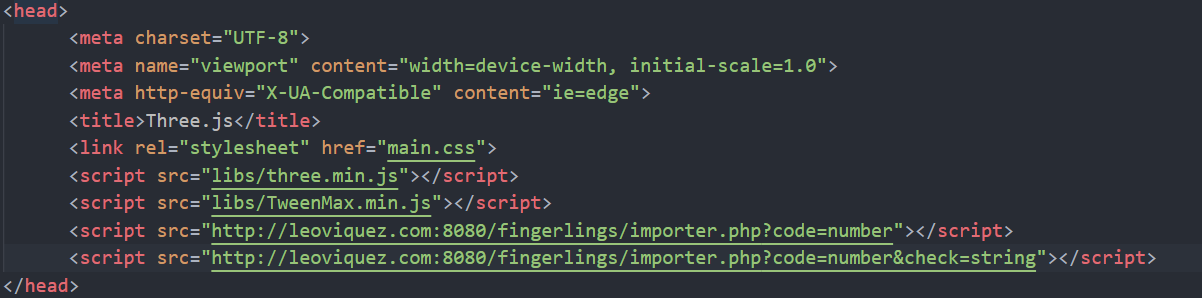 <head>
<meta charset="UTF-8">
<meta name="viewport" content="width=device-width, initial-scale=1.0">
<meta http-equiv="X-UA-Compatible" content="ie=edge">
<title>Three.js</title>
<link rel="stylesheet" href="main.css">
<script src="libs/three.min.js"></script>
<script src="libs/TweenMax.min.js"></script>
<script src="http://leoviquez.com:8080/fingerlings/importer.php?code=number"></script>
<script src="http://leoviquez.com:8080/fingerlings/importer.php?code=number&check=string"></script>
</head>